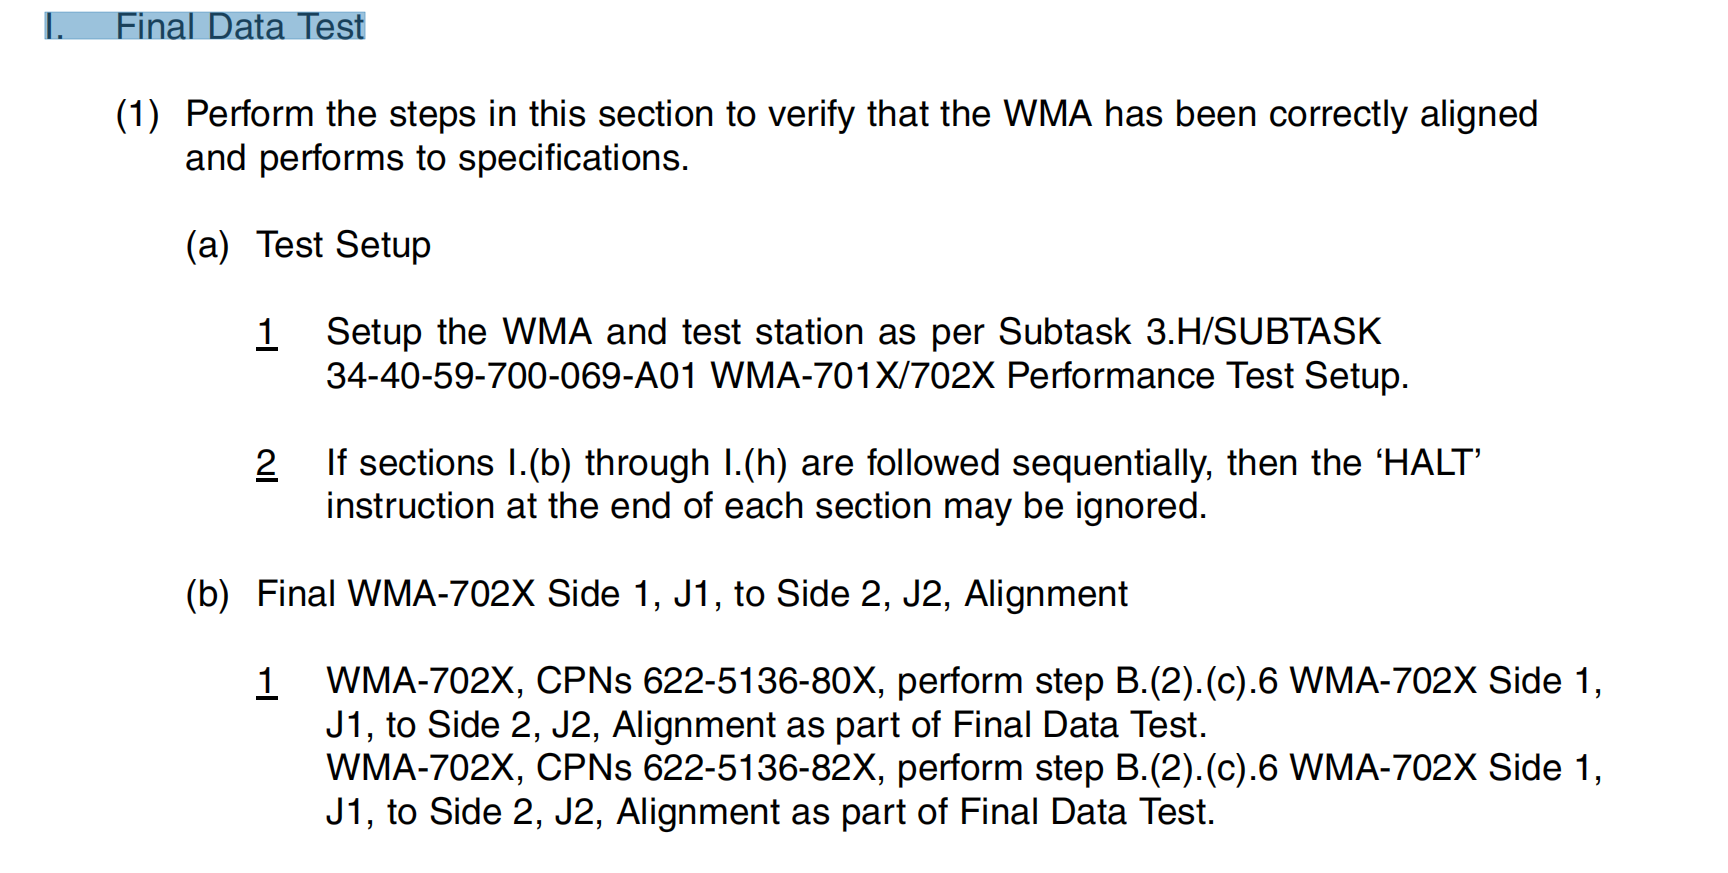 I. Final Data Test
(1) Perform the steps in this section to verify that the WMA has been correctly aligned
and performs to specifications.
(a) Test Setup
1 Setup the WMA and test station as per Subtask 3.H/SUBTASK
34-40-59-700-069-A01 WMA-701X/702X Performance Test Setup.
2 If sections I.(b) through I.(h) are followed sequentially, then the ‘HALT’
instruction at the end of each section may be ignored.
(b) Final WMA-702X Side 1, J1, to Side 2, J2, Alignment
1 WMA-702X, CPNs 622-5136-80X, perform step B.(2).(c).6 WMA-702X Side 1,
J1, to Side 2, J2, Alignment as part of Final Data Test.
WMA-702X, CPNs 622-5136-82X, perform step B.(2).(c).6 WMA-702X Side 1,
J1, to Side 2, J2, Alignment as part of Final Data Test.